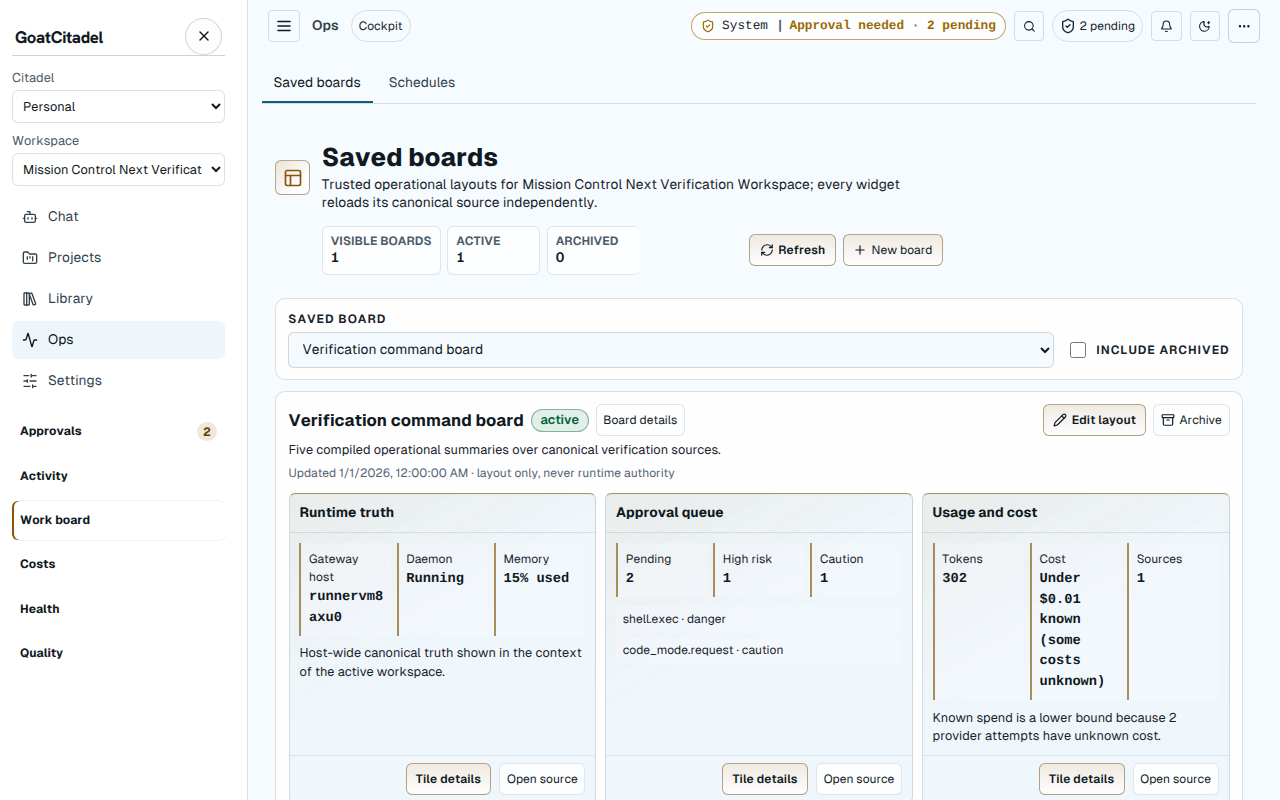 GoatCitadel
Citadel
Personal
Workspace
Mission Control Next Verificat
Chat
Projects
Library
Ops
Settings
Approvals 2
Activity
Work board
Costs
Health
Quality
Ops Cockpit
System | Approval needed · 2 pending
2 pending
Saved boards Schedules
Saved boards
Trusted operational layouts for Mission Control Next Verification Workspace; every widget
reloads its canonical source independently.
VISIBLE BOARDS
1
ACTIVE
1
ARCHIVED
0
Refresh
New board
SAVED BOARD
Verification command board
INCLUDE ARCHIVED
Verification command board active Board details
Edit layout Archive
Five compiled operational summaries over canonical verification sources.
Updated 1/1/2026, 12:00:00 AM · layout only, never runtime authority
Runtime truth
Gateway
host
runnervm8
axu0
Daemon
Running
Memory
15% used
Host-wide canonical truth shown in the context
of the active workspace.
Tile details Open source
Approval queue
Pending
2
High risk
1
Caution
1
shell.exec · danger
code_mode.request · caution
Tile details Open source
Usage and cost
Tokens
302
Cost
Under
$0.01
known
(some
costs
unknown)
Sources
1
Known spend is a lower bound because 2
provider attempts have unknown cost.
Tile details Open source